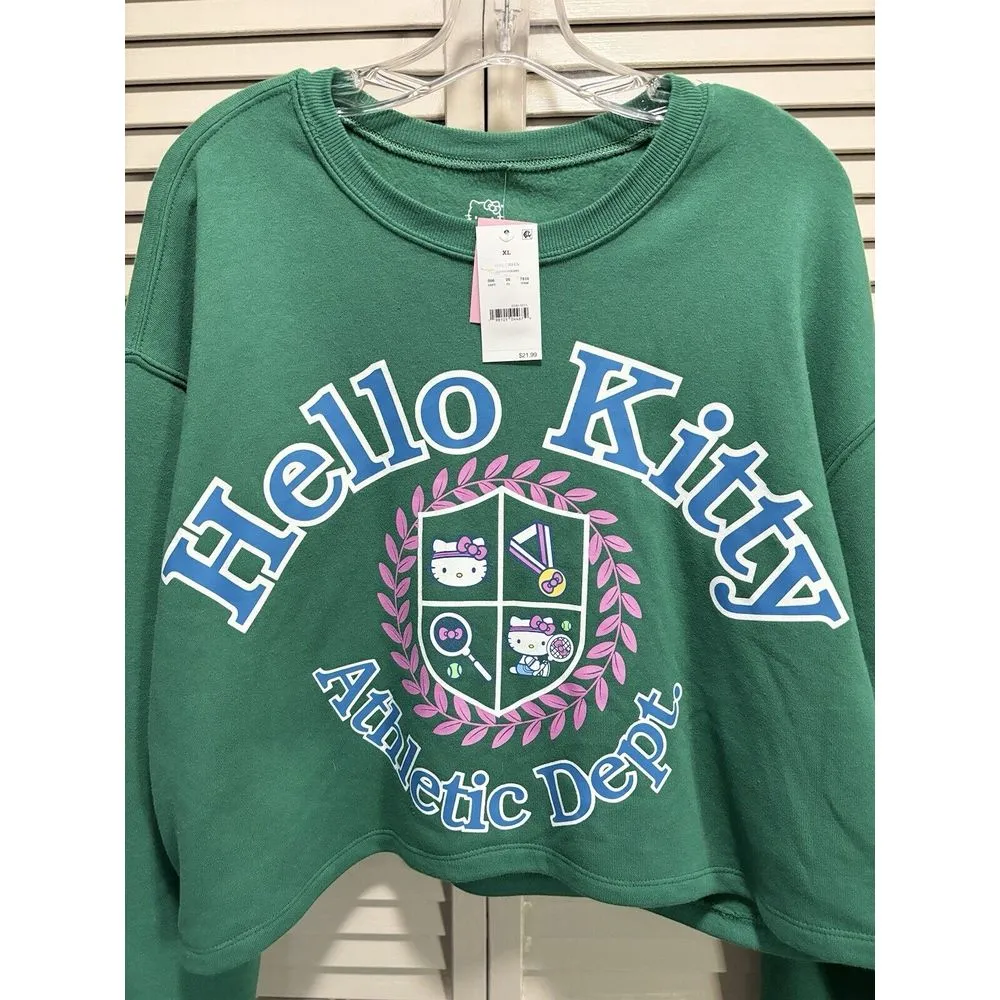 XL
$21.99
Hello Kitty
Athletic Dept.